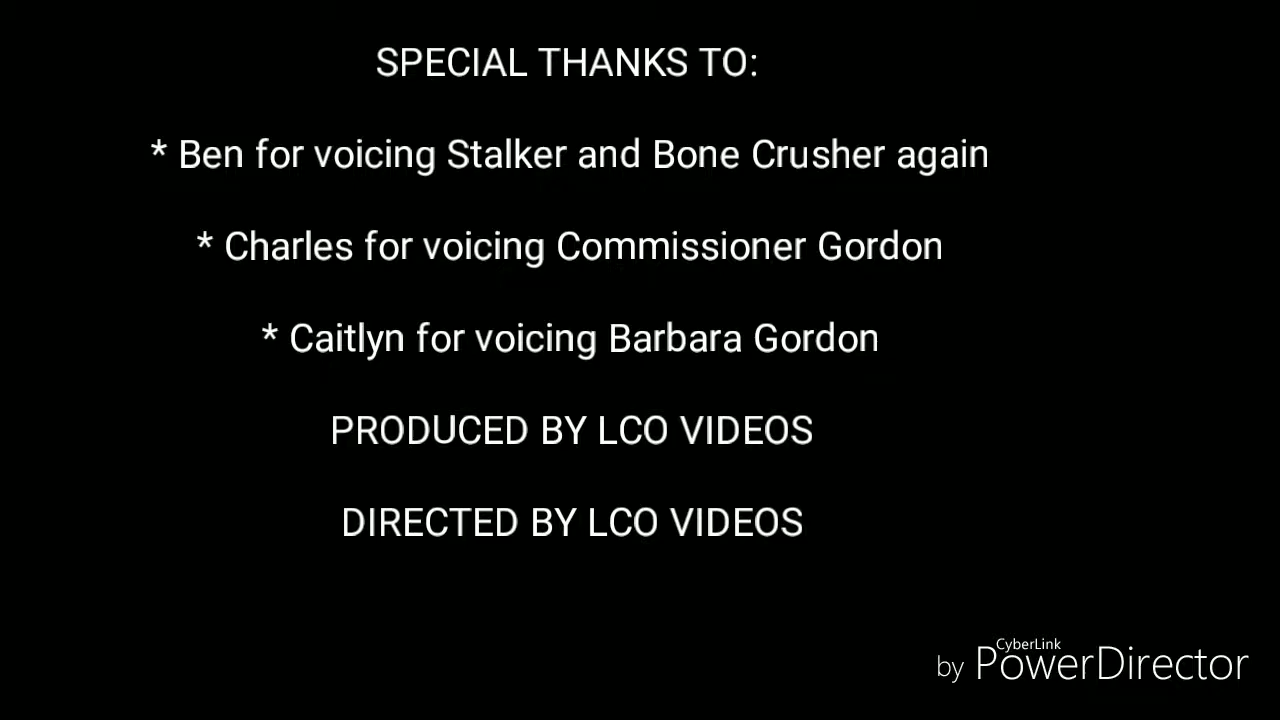 SPECIAL THANKS TO:
* Ben for voicing Stalker and Bone Crusher again
* Charles for voicing Commissioner Gordon
* Caitlyn for voicing Barbara Gordon
PRODUCED BY LCO VIDEOS
DIRECTED BY LCO VIDEOS
CyberLink
by PowerDirector